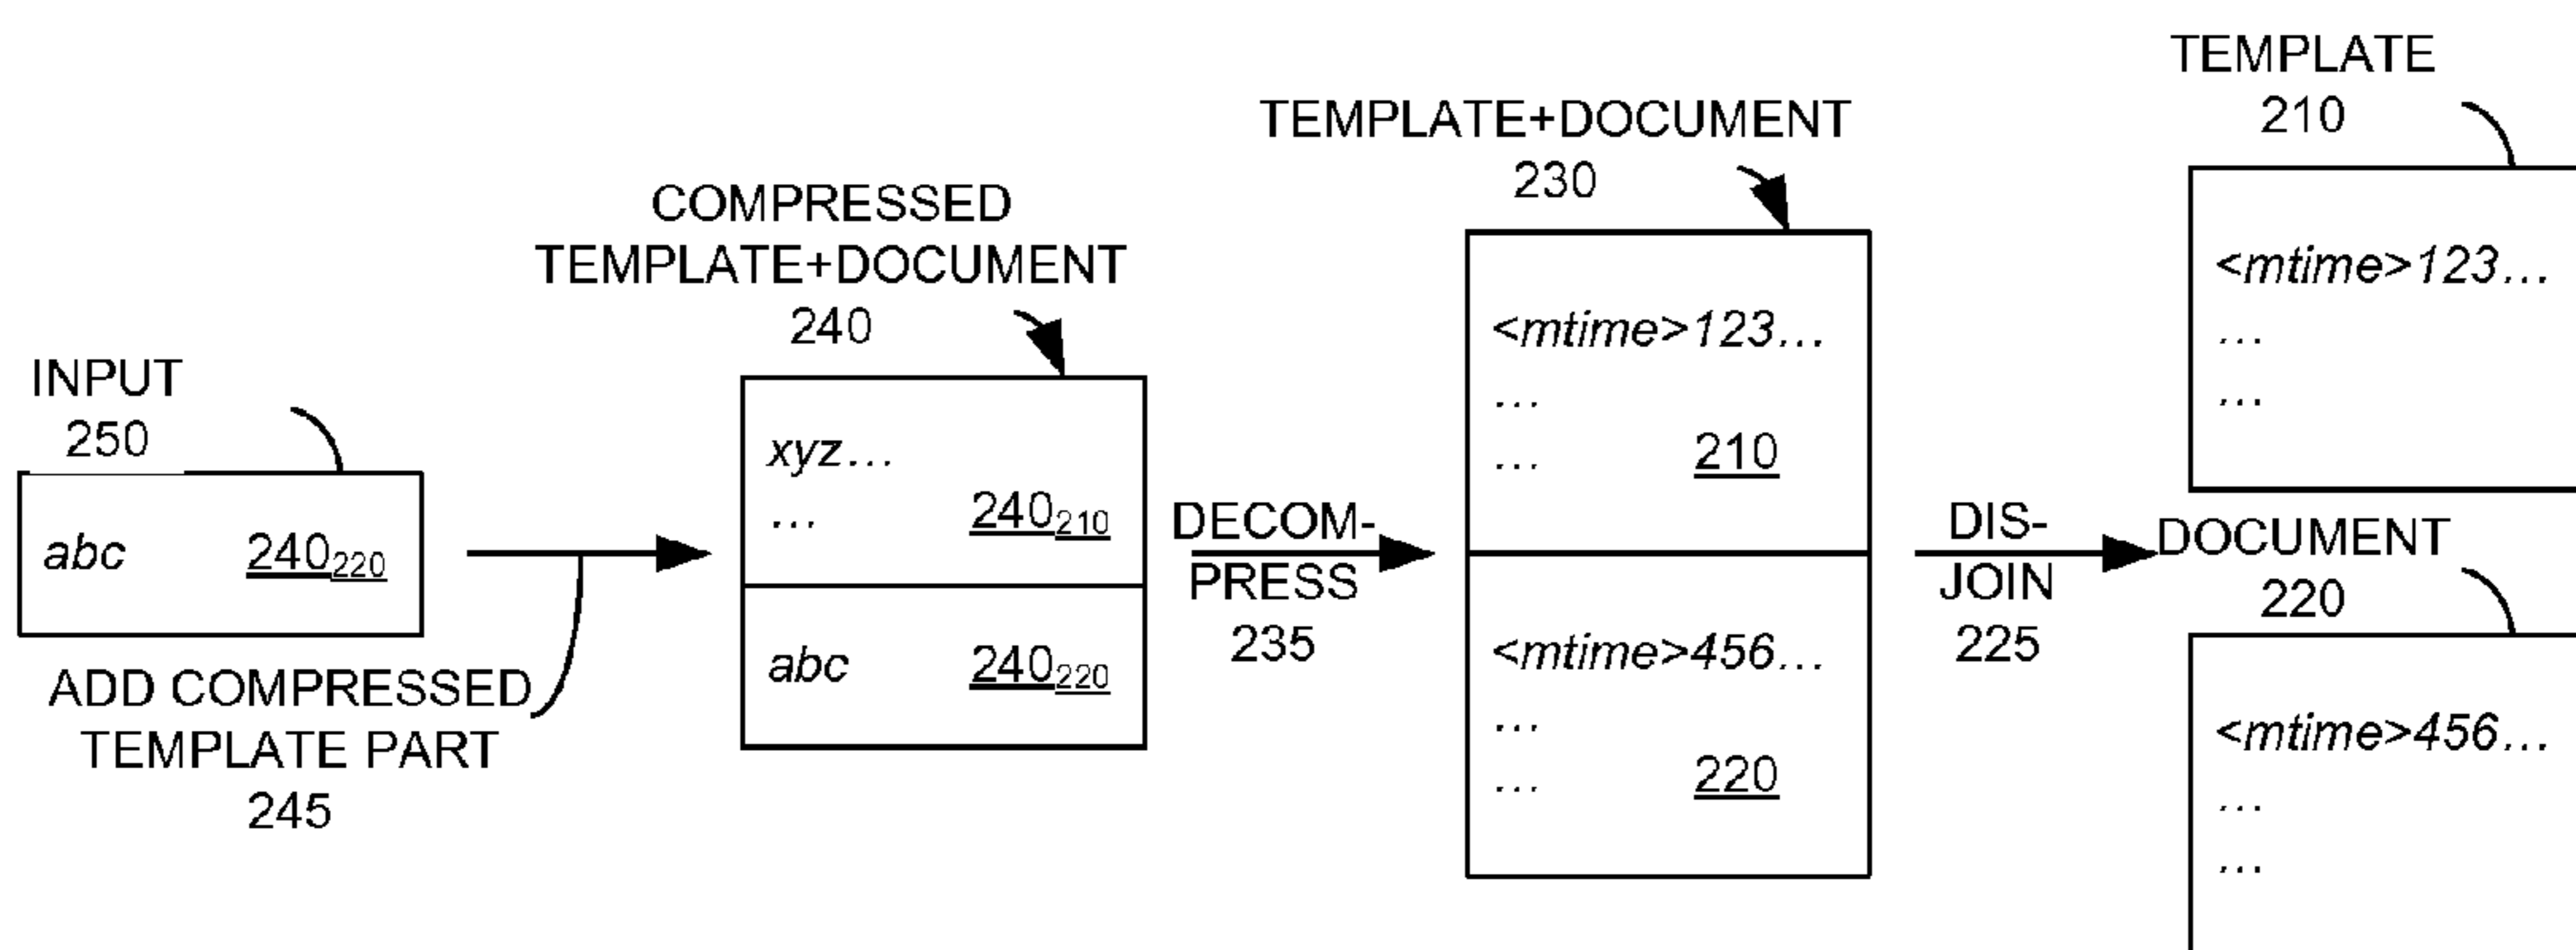 INPUT
250
abc 240220
ADD COMPRESSED
TEMPLATE PART
245
COMPRESSED
TEMPLATE+DOCUMENT
240
xyz...
... 240210
abc 240220
DECOM-
PRESS
235
TEMPLATE+DOCUMENT
230
<mtime>123...
...
... 210
<mtime>456...
...
... 220
DIS-
JOIN
225
TEMPLATE
210
<mtime>123...
...
...
DOCUMENT
220
<mtime>456...
...
...